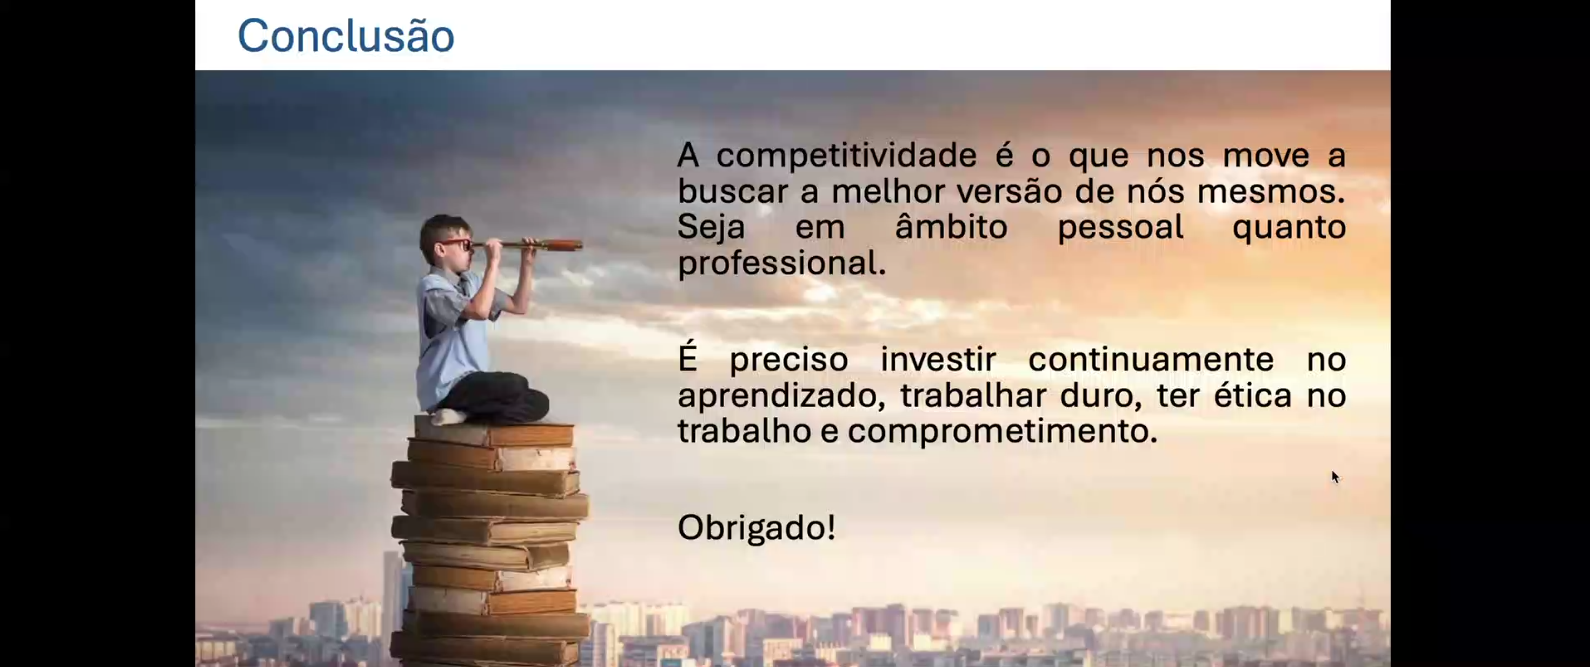 Conclusão
A competitividade é o que nos move a
buscar a melhor versão de nós mesmos.
Seja em âmbito pessoal quanto
professional.
É preciso investir continuamente no
aprendizado, trabalhar duro, ter ética no
trabalho e comprometimento.
Obrigado!